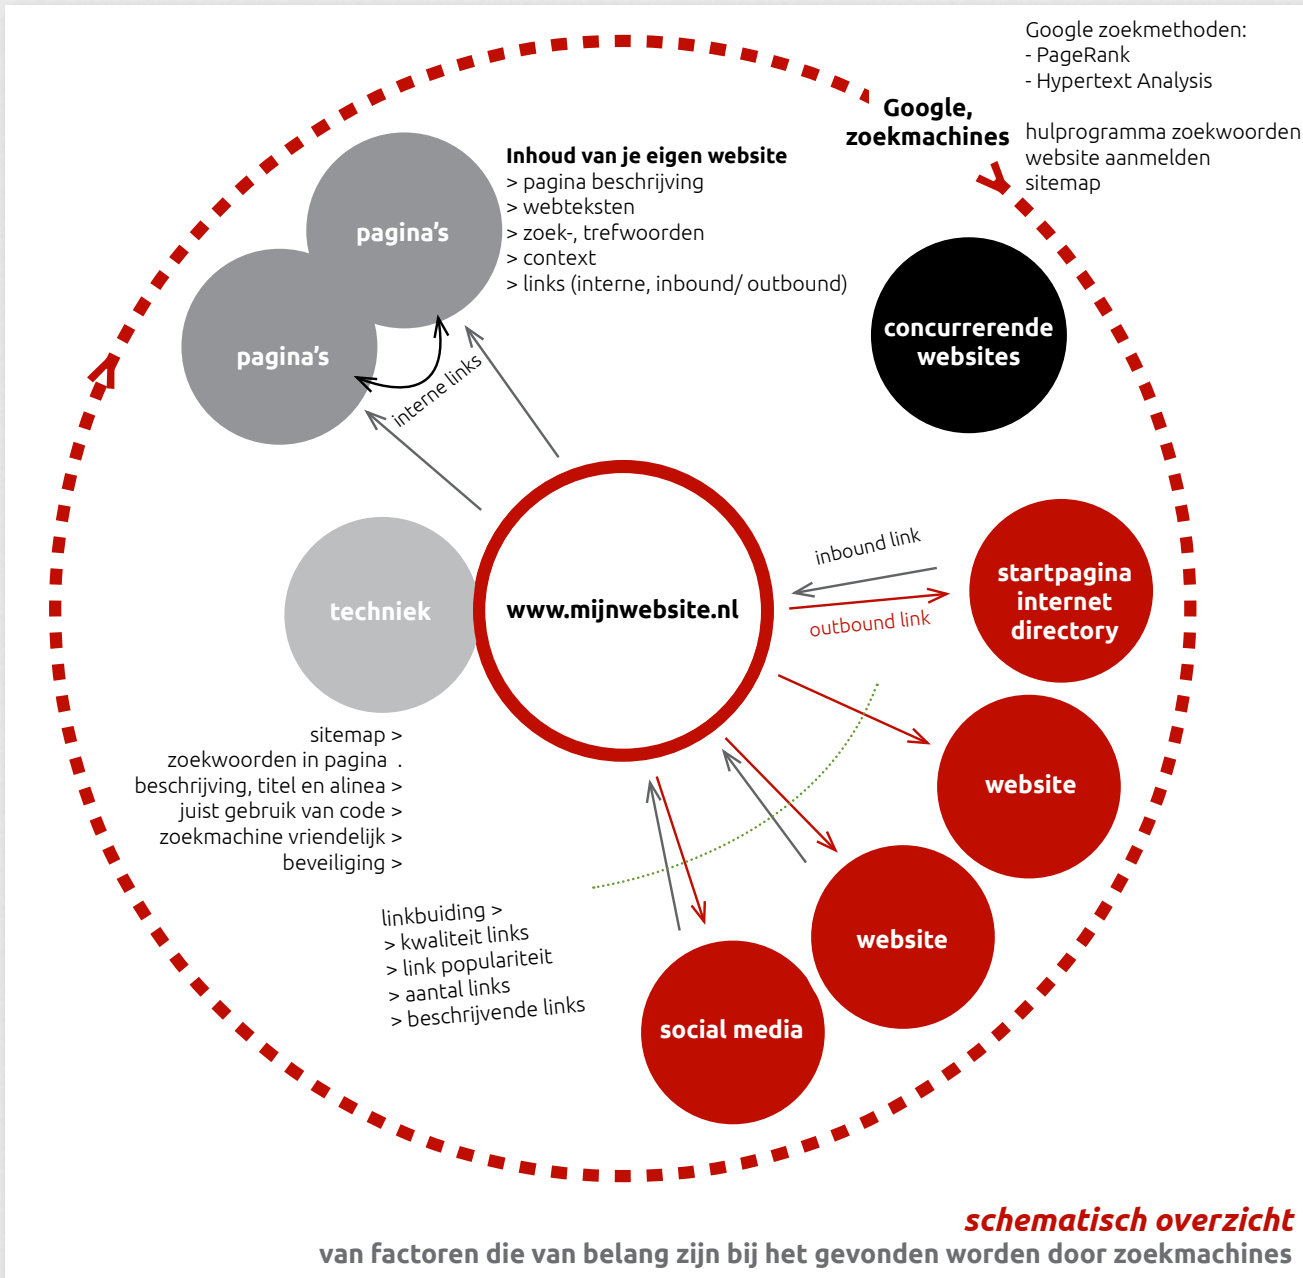 Google zoekmethoden:
- PageRank
- Hypertext Analysis
hulprogramma zoekwoorden
website aanmelden
sitemap
Google,
zoekmachines
Inhoud van je eigen website
> pagina beschrijving
> webteksten
> zoek-, trefwoorden
> context
> links (interne, inbound/ outbound)
pagina's
pagina's
interne links
concurrerende
websites
techniek
www.mijnwebsite.nl
inbound link
outbound link
startpagina
internet
directory
website
website
social media
sitemap >
zoekwoorden in pagina .
beschrijving, titel en alinea >
juist gebruik van code >
zoekmachine vriendelijk >
beveiliging >
linkbuiding >
> kwaliteit links
> link populariteit
> aantal links
> beschrijvende links
schematisch overzicht
van factoren die van belang zijn bij het gevonden worden door zoekmachines